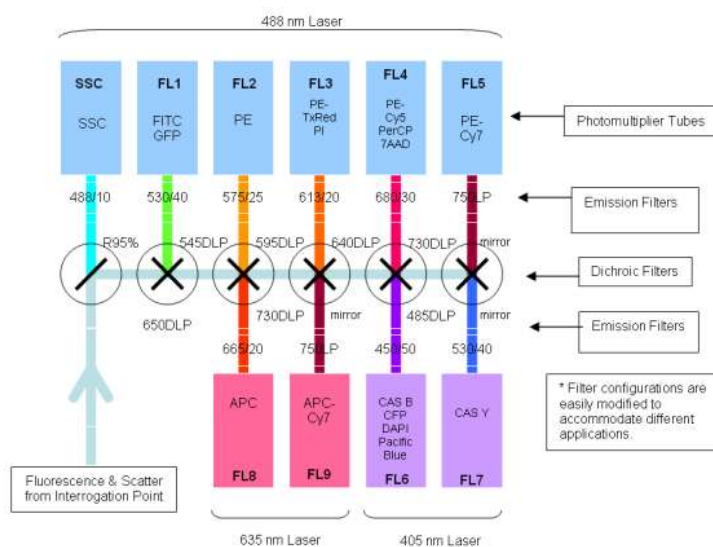 488 nm Laser
SSC
SSC
FL1
FITC
GFP
FL2
PE
FL3
PE-
TxRed
PI
FL4
PE-
Cy5
PerCP
7AAD
FL5
PE-
Cy7
Photomultiplier Tubes
488/10
530/40
575/25
613/20
680/30
750LP
Emission Filters
R95%
545DLP
595DLP
640DLP
730DLP
mirror
Dichroic Filters
650DLP
730DLP
mirror
485DLP
mirror
Emission Filters
665/20
750LP
450/50
530/40
APC
FL8
APC-
Cy7
FL9
CAS B
CFP
DAPI
Pacific
Blue
FL6
CAS Y
FL7
* Filter configurations are
easily modified to
accommodate different
applications.
Fluorescence & Scatter
from Interrogation Point
635 nm Laser
405 nm Laser